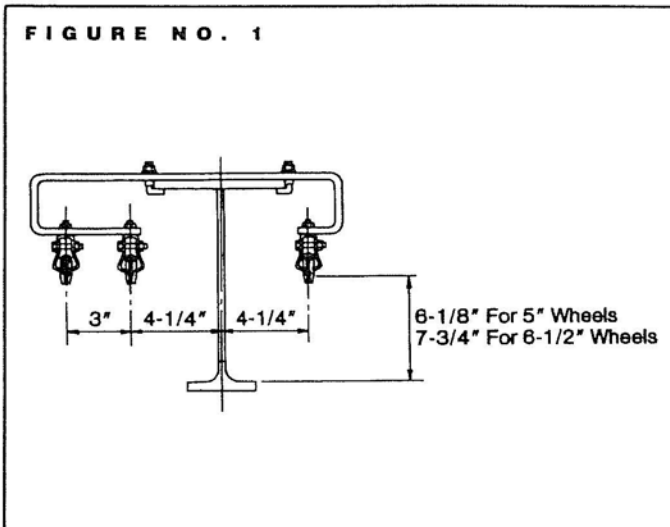 FIGURE NO. 1
3" 4-1/4" 4-1/4"
6-1/8" For 5" Wheels
7-3/4" For 6-1/2" Wheels